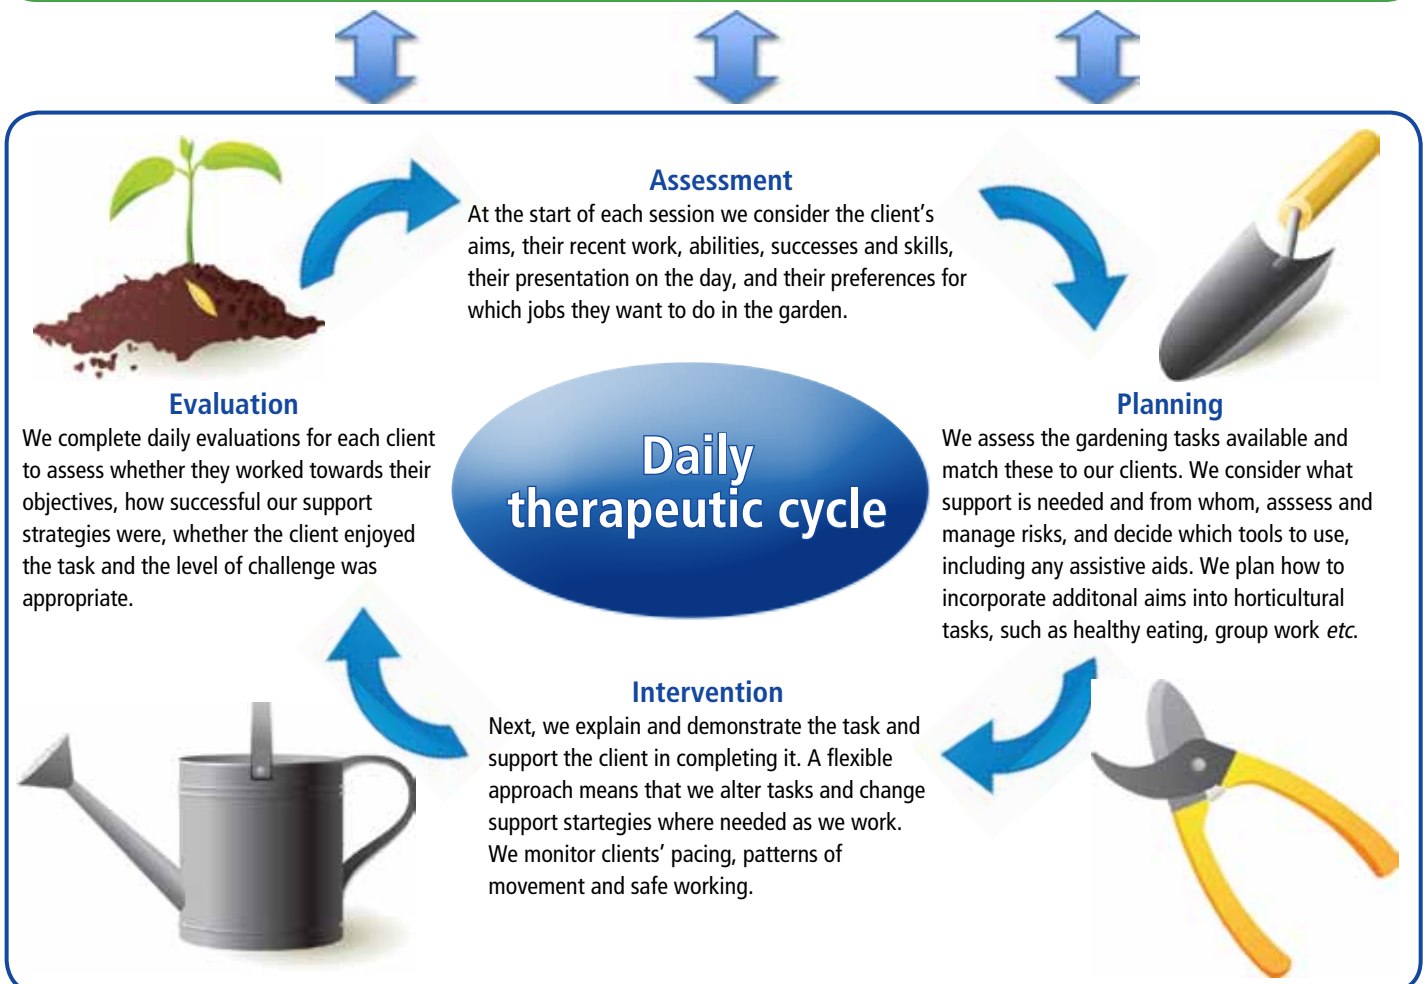 Assessment
At the start of each session we consider the client’s
aims, their recent work, abilities, successes and skills,
their presentation on the day, and their preferences for
which jobs they want to do in the garden.
Evaluation
We complete daily evaluations for each client
to assess whether they worked towards their
objectives, how successful our support
strategies were, whether the client enjoyed
the task and the level of challenge was
appropriate.
Daily
therapeutic cycle
Planning
We assess the gardening tasks available and
match these to our clients. We consider what
support is needed and from whom, asssess and
manage risks, and decide which tools to use,
including any assistive aids. We plan how to
incorporate additonal aims into horticultural
tasks, such as healthy eating, group work etc.
Intervention
Next, we explain and demonstrate the task and
support the client in completing it. A flexible
approach means that we alter tasks and change
support startegies where needed as we work.
We monitor clients’ pacing, patterns of
movement and safe working.